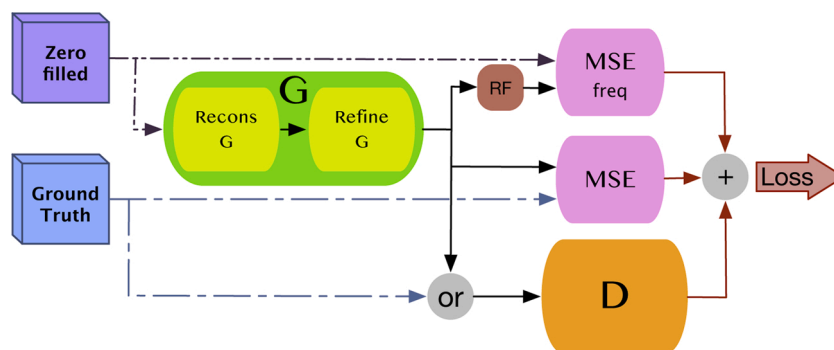 Zero
filled
G
Recons
G
Refine
G
RF
MSE
freq
Ground
Truth
MSE
+
Loss
or
D